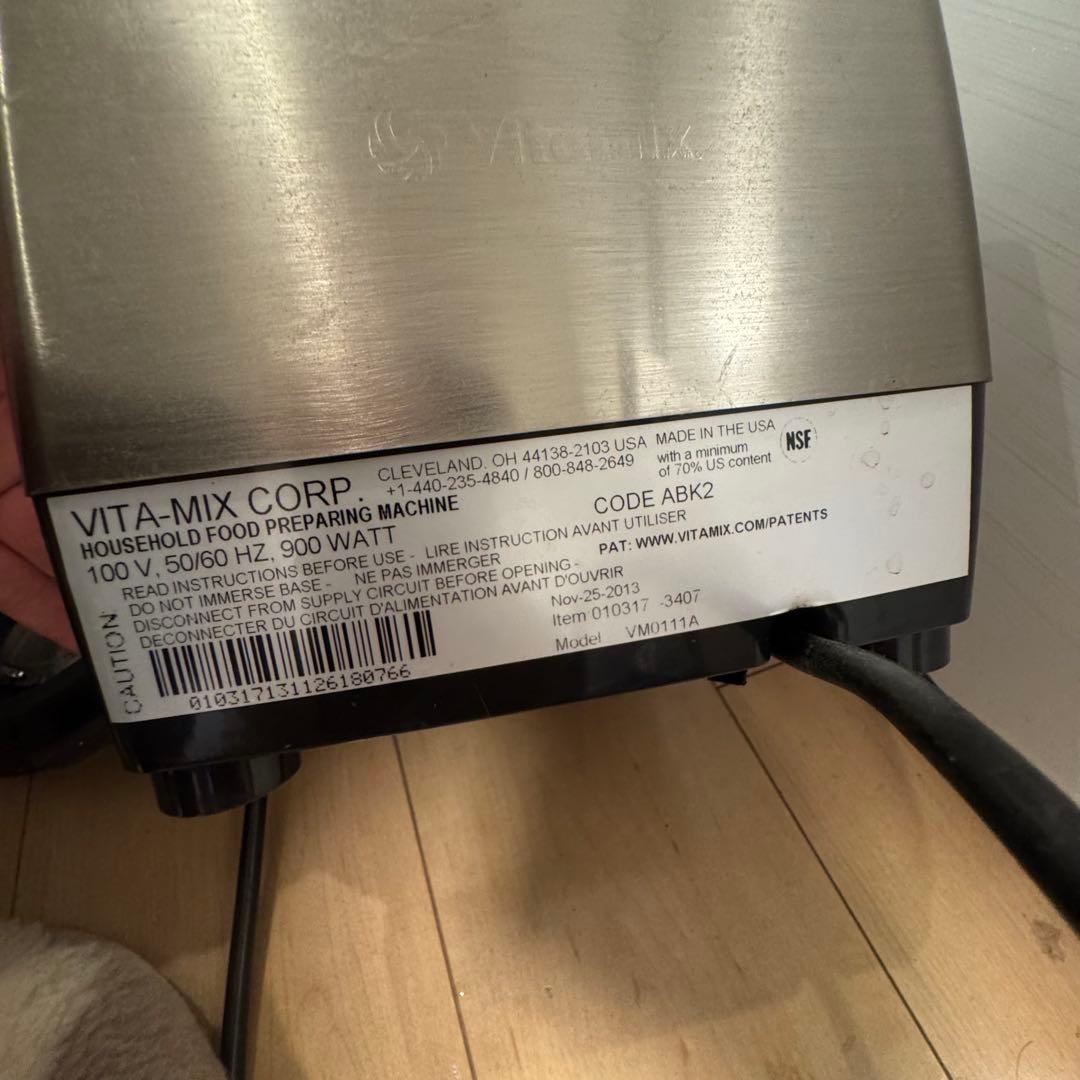 Vitamix
VITA-MIX CORP.
CLEVELAND, OH 44138-2103 USA
+1-440-235-4840 / 800-848-2649
MADE IN THE USA
with a minimum
of 70% US content
NSF
HOUSEHOLD FOOD PREPARING MACHINE
100 V, 50/60 HZ, 900 WATT
CODE ABK2
CAUTION:
READ INSTRUCTIONS BEFORE USE - LIRE INSTRUCTION AVANT UTILISER
DO NOT IMMERSE BASE - NE PAS IMMERGER
DISCONNECT FROM SUPPLY CIRCUIT BEFORE OPENING -
DECONNECTER DU CIRCUIT D'ALIMENTATION AVANT D'OUVRIR
PAT: WWW.VITAMIX.COM/PATENTS
Nov-25-2013
Item 010317 -3407
Model VM0111A
010317131126180766